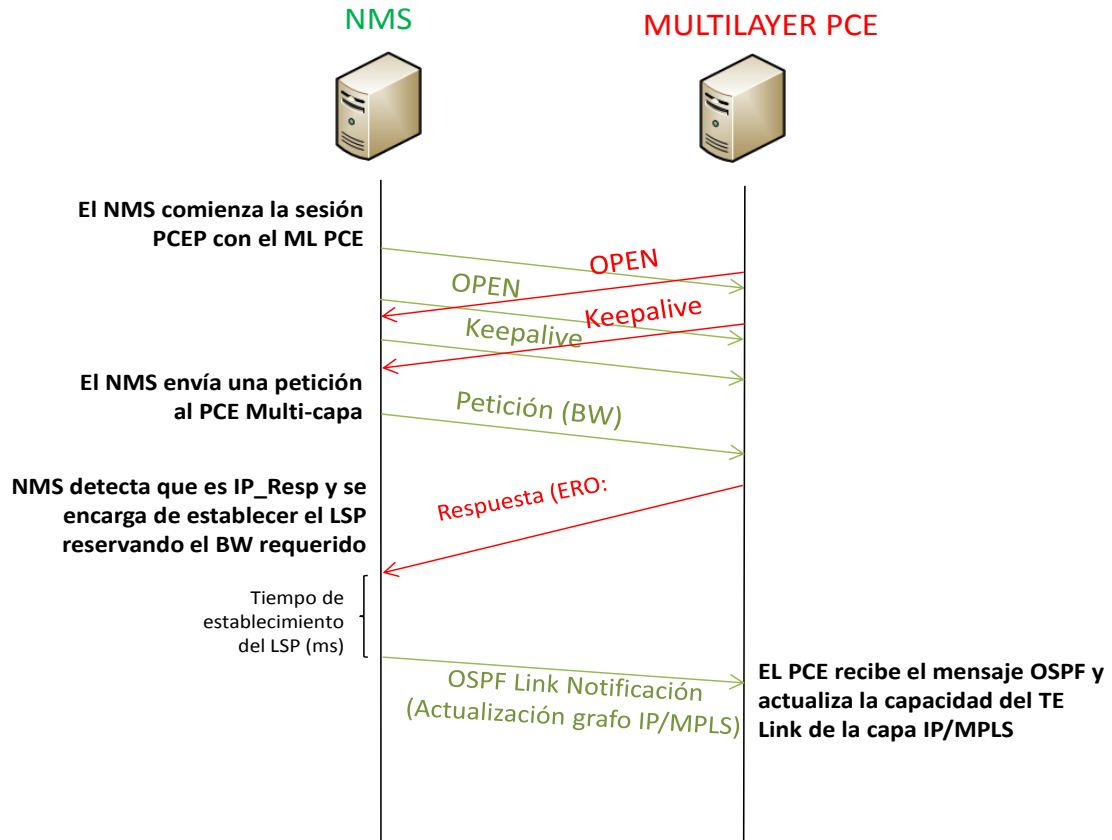 NMS
MULTILAYER PCE
El NMS comienza la sesión
PCEP con el ML PCE
OPEN
OPEN
Keepalive
Keepalive
El NMS envía una petición
al PCE Multi-capa
Petición (BW)
NMS detecta que es IP_Resp y se
encarga de establecer el LSP
reservando el BW requerido
Respuesta (ERO:
Tiempo de
establecimiento
del LSP (ms)
OSPF Link Notificación
(Actualización grafo IP/MPLS)
EL PCE recibe el mensaje OSPF y
actualiza la capacidad del TE
Link de la capa IP/MPLS